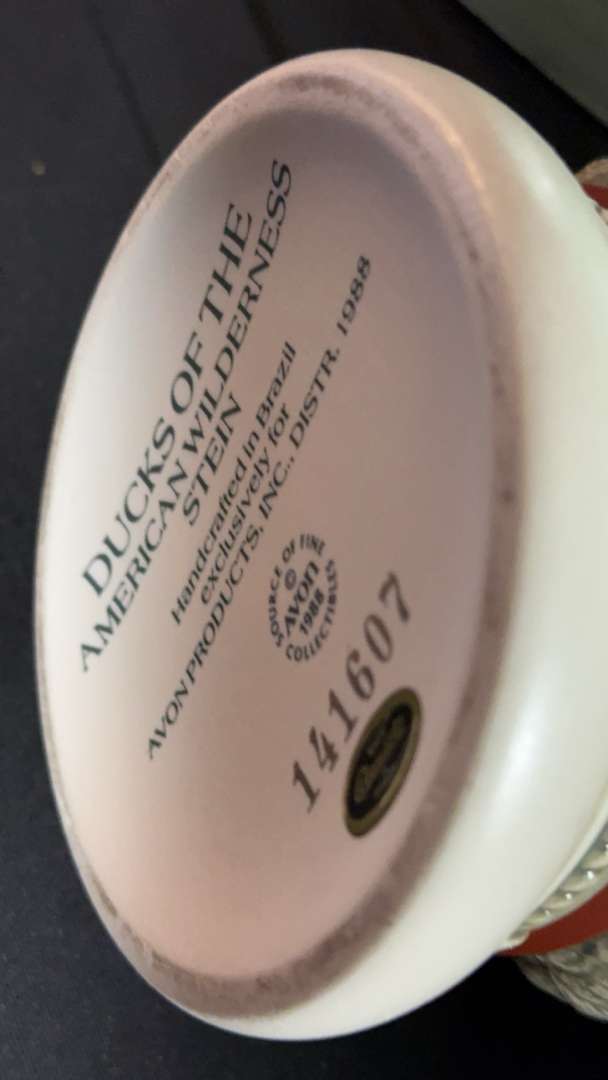 DUCKS OF THE
AMERICAN WILDERNESS
STEIN
Handcrafted in Brazil
exclusively for
AVON PRODUCTS, INC., DISTR. 1988
SOURCE OF FINE
©
Avon
1988
COLLECTIBLES
141607